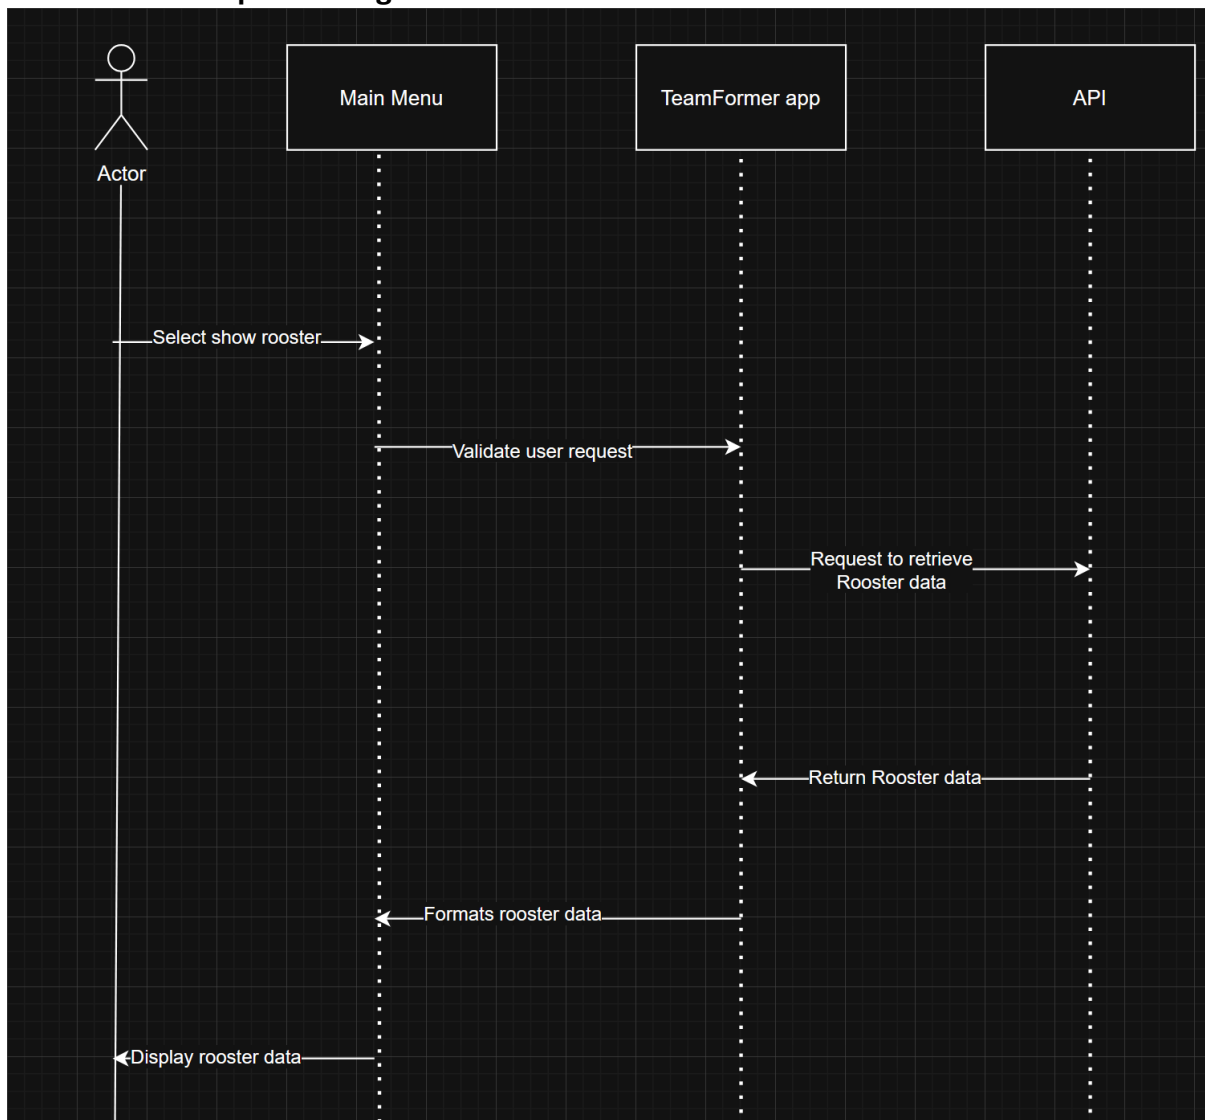 Main Menu
TeamFormer app
API
Actor
Select show rooster
Validate user request
Request to retrieve
Rooster data
Return Rooster data
Formats rooster data
Display rooster data